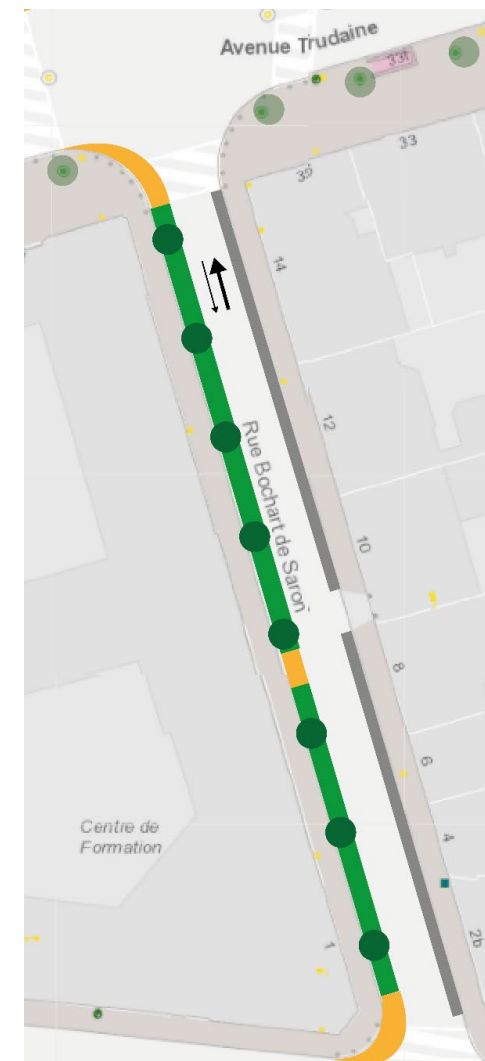 Avenue Trudaine
33t
33
35
14
12
Rue Bochart de Saron
10
8
6
Centre de
Formation
4
1
2b